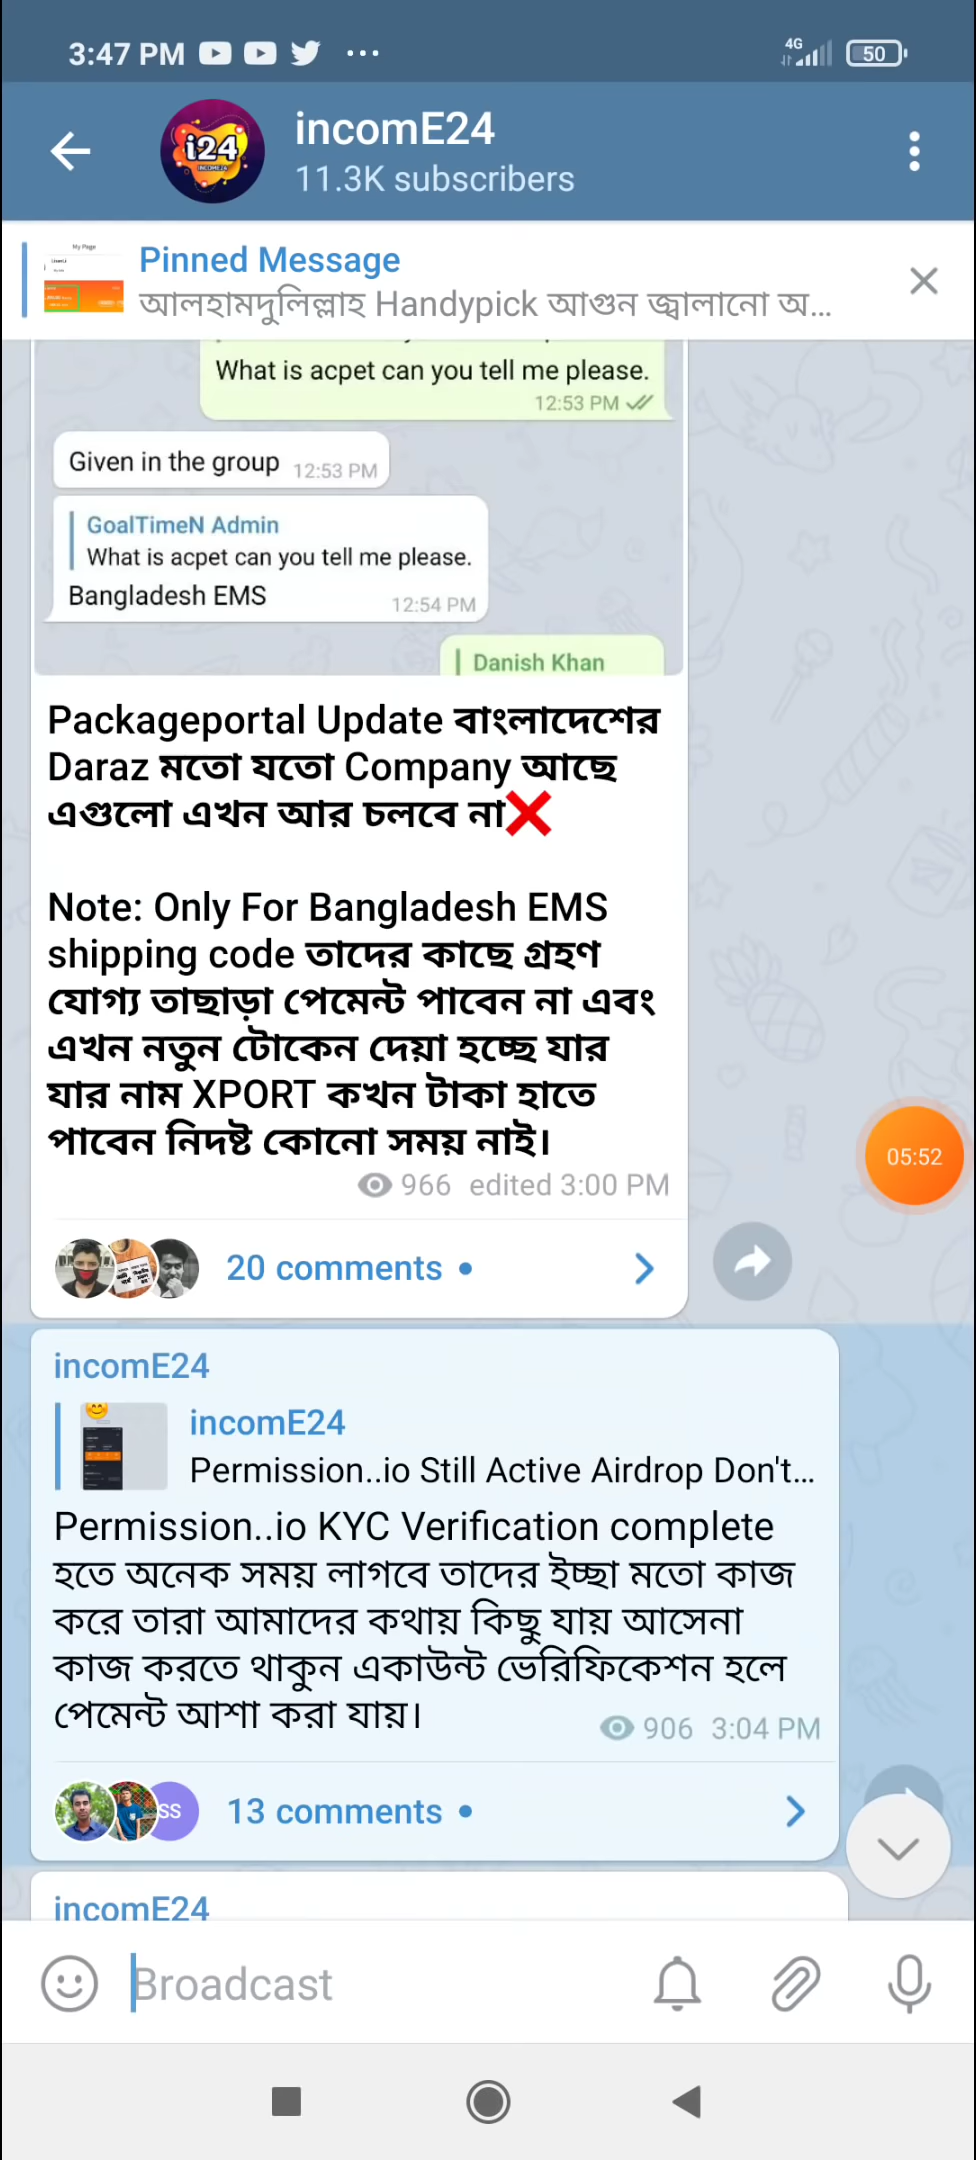 3:47 PM
4G
50
i24
incomE24
11.3K subscribers
My Page
Pinned Message
আলহামদুলিল্লাহ Handypick আগুন জ্বালানো অ...
What is acpet can you tell me please.
12:53 PM
Given in the group 12:53 PM
GoalTimeN Admin
What is acpet can you tell me please.
Bangladesh EMS 12:54 PM
Danish Khan
Packageportal Update বাংলাদেশের
Daraz মতো যতো Company আছে
এগুলো এখন আর চলবে না❌
Note: Only For Bangladesh EMS
shipping code তাদের কাছে গ্রহণ
যোগ্য তাছাড়া পেমেন্ট পাবেন না এবং
এখন নতুন টোকেন দেয়া হচ্ছে যার
যার নাম XPORT কখন টাকা হাতে
পাবেন নিদষ্ট কোনো সময় নাই।
966 edited 3:00 PM
05:52
20 comments
incomE24
incomE24
Permission..io Still Active Airdrop Don't...
Permission..io KYC Verification complete
হতে অনেক সময় লাগবে তাদের ইচ্ছা মতো কাজ
করে তারা আমাদের কথায় কিছু যায় আসেনা
কাজ করতে থাকুন একাউন্ট ভেরিফিকেশন হলে
পেমেন্ট আশা করা যায়।
906 3:04 PM
SS
13 comments
incomE24
Broadcast